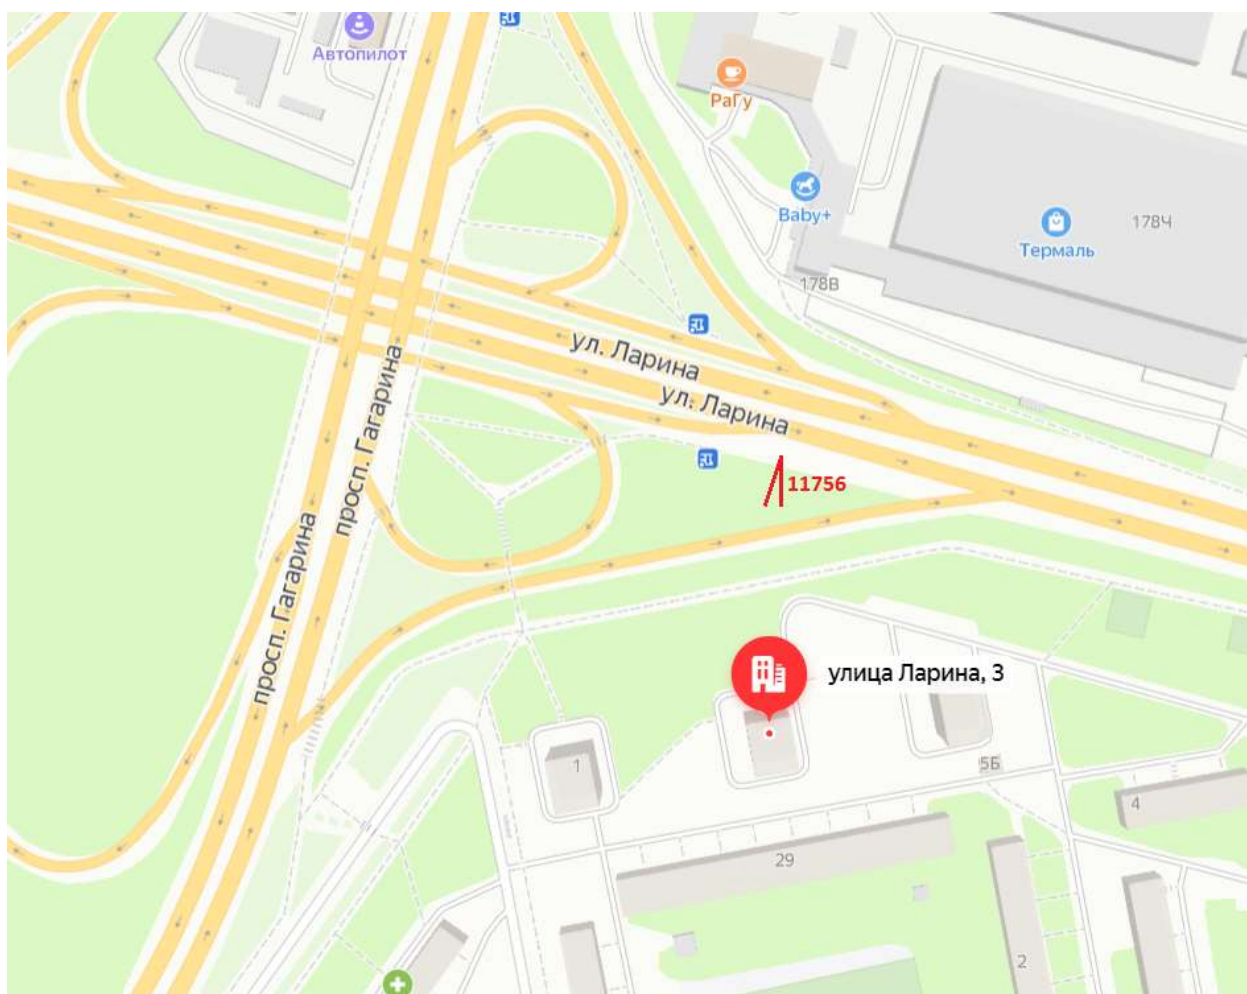 Автопилот
РаГу
Baby+
178Ч
Термаль
178В
ул. Ларина
ул. Ларина
просп. Гагарина
11756
просп. Гагарина
улица Ларина, 3
1
5Б
4
29
2